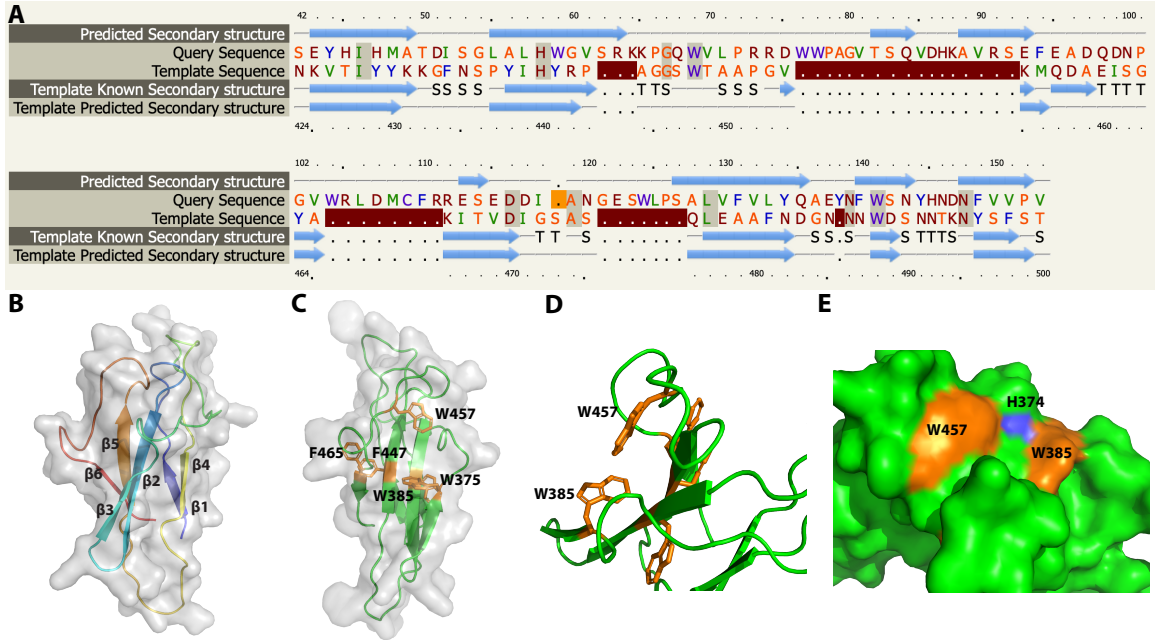 A
42 50 60 70 80 90 100
Predicted Secondary structure
Query Sequence S E Y H I H M A T D I S G L A L H W G V S R K K P G Q W V L P R R D W W P A G V T S Q V D H K A V R S E F E A D Q D N P
Template Sequence N K V T I Y Y K K G F N S P Y I H Y R P . . . A G G S W T A A P G V . . . . . . . . . . . . . . . . . . K M Q D A E I S G
Template Known Secondary structure S S S S . . . T T S S S S S . . . . . . . . . . . . . . . . . . T T T T
Template Predicted Secondary structure
424 430 440 450 460
102 110 120 130 140 150
Predicted Secondary structure
Query Sequence G V W R L D M C F R R E S E D D I . A N G E S W L P S A L V F V L Y Q A E Y N F W S N Y H N D N F V V P V
Template Sequence Y A . . . . . . . . K I T V D I G S A S . . . . . . Q L E A A F N D G N . N N W D S N N T K N Y S F S T
Template Known Secondary structure . . . . . . . . T T S . . . . . . S S . S S T T T S S
Template Predicted Secondary structure
464 470 480 490 500
B
β5
β6
β2
β4
β3
β1
C
W457
F465 F447
W385 W375
D
W457
W385
E
H374
W457
W385